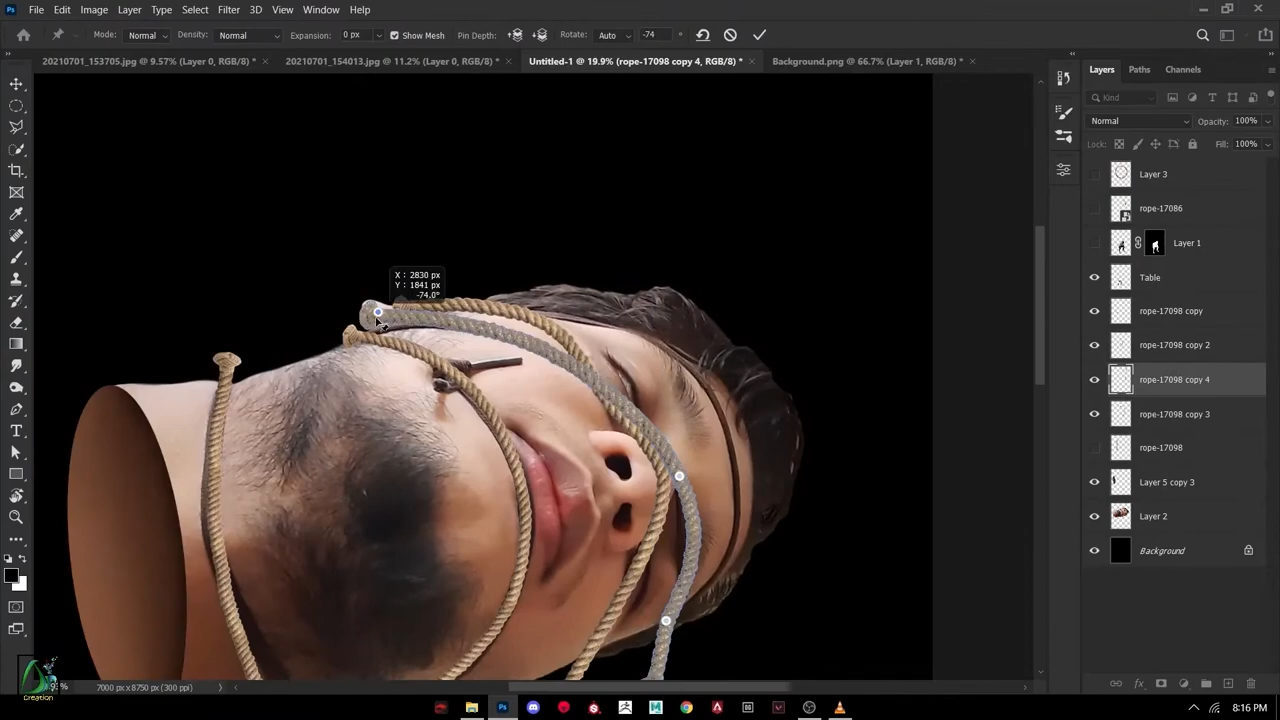 Ps File Edit Image Layer Type Select Filter 3D View Window Help
Mode: Normal Density: Normal Expansion: 0 px Show Mesh Pin Depth: Rotate: Auto -74 °
20210701_153705.jpg @ 9.57% (Layer 0, RGB/8) * × 20210701_154013.jpg @ 11.2% (Layer 0, RGB/8) * × Untitled-1 @ 19.9% (rope-17098 copy 4, RGB/8) * × Background.png @ 66.7% (Layer 1, RGB/8) * ×
Layers Paths Channels
Kind
Normal Opacity: 100%
Lock: Fill: 100%
Layer 3
rope-17086
Layer 1
Table
rope-17098 copy
rope-17098 copy 2
rope-17098 copy 4
rope-17098 copy 3
rope-17098
Layer 5 copy 3
Layer 2
Background
X : 2830 px
Y : 1841 px
-74.0°
Creation
7000 px x 8750 px (300 ppi)
8:16 PM